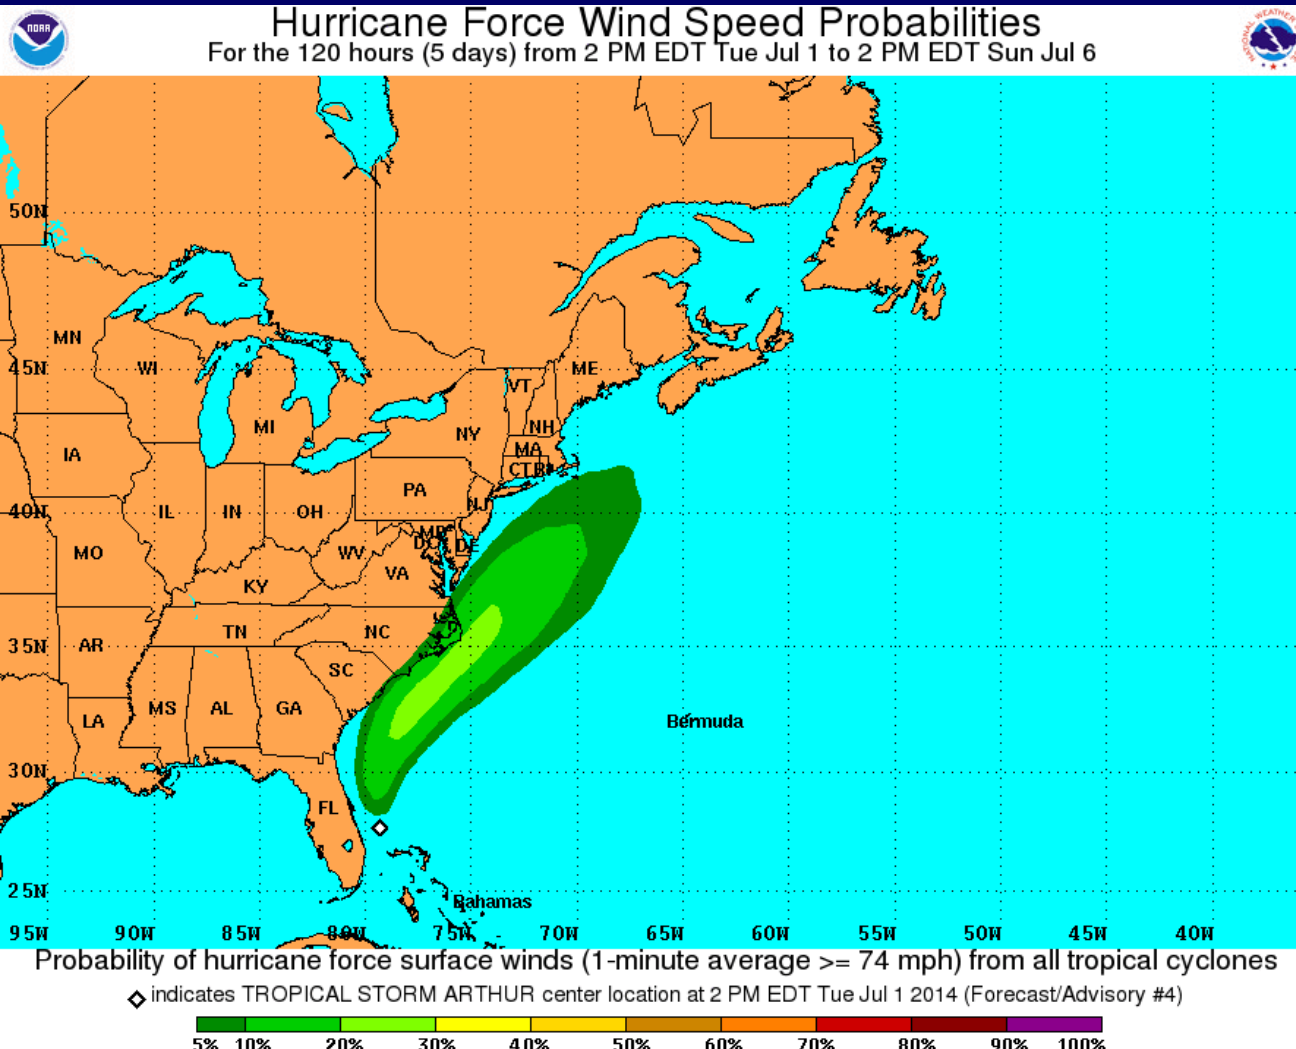 Hurricane Force Wind Speed Probabilities
For the 120 hours (5 days) from 2 PM EDT Tue Jul 1 to 2 PM EDT Sun Jul 6
NOAA
50N
MN
WI
ME
45N
VT
MI
NH
NY
MA
IA
CT RI
PA
NJ
40N
IL
IN
OH
MD
DC
DE
MO
WV
VA
KY
TN
NC
35N
AR
SC
MS
AL
GA
LA
Bermuda
30N
FL
25N
Bahamas
95W 90W 85W 80W 75W 70W 65W 60W 55W 50W 45W 40W
Probability of hurricane force surface winds (1-minute average >= 74 mph) from all tropical cyclones
indicates TROPICAL STORM ARTHUR center location at 2 PM EDT Tue Jul 1 2014 (Forecast/Advisory #4)
5% 10% 20% 30% 40% 50% 60% 70% 80% 90% 100%